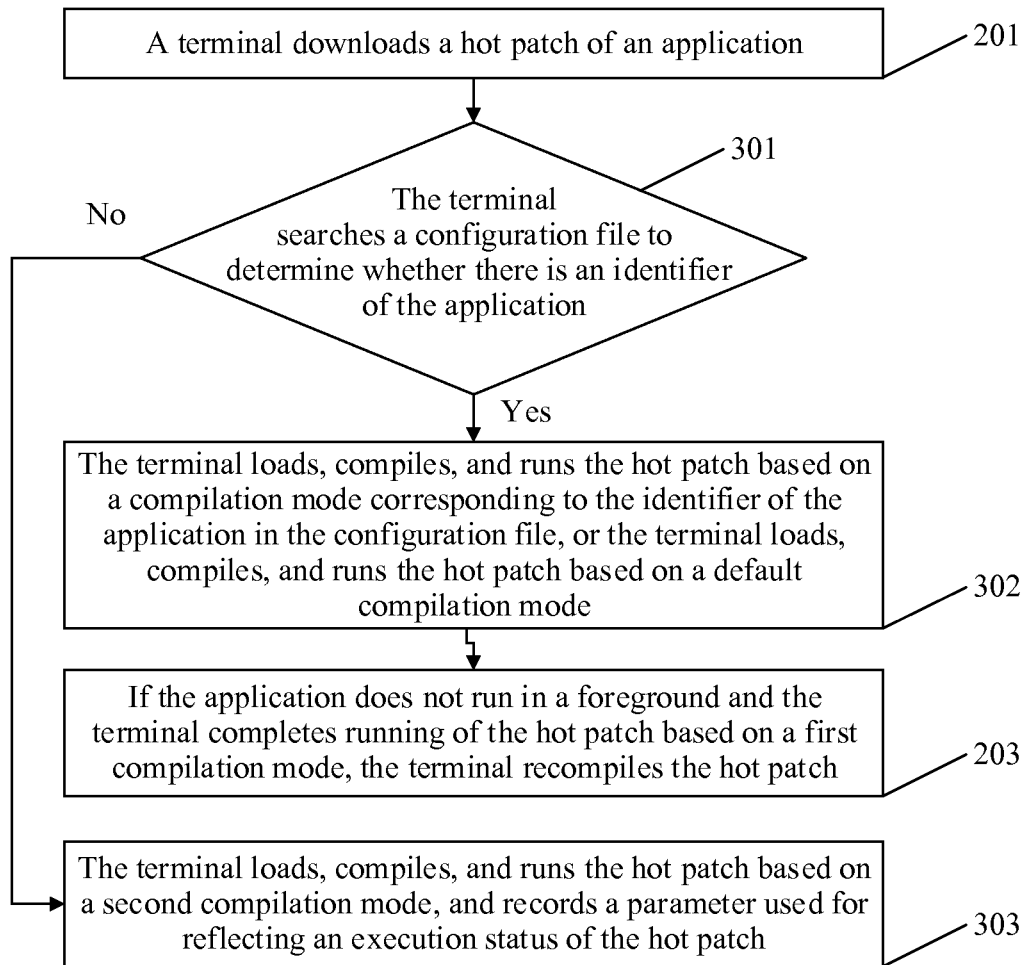 A terminal downloads a hot patch of an application
201
301
The terminal
searches a configuration file to
determine whether there is an identifier
of the application
No
Yes
The terminal loads, compiles, and runs the hot patch based on
a compilation mode corresponding to the identifier of the
application in the configuration file, or the terminal loads,
compiles, and runs the hot patch based on a default
compilation mode
302
If the application does not run in a foreground and the
terminal completes running of the hot patch based on a first
compilation mode, the terminal recompiles the hot patch
203
The terminal loads, compiles, and runs the hot patch based on
a second compilation mode, and records a parameter used for
reflecting an execution status of the hot patch
303